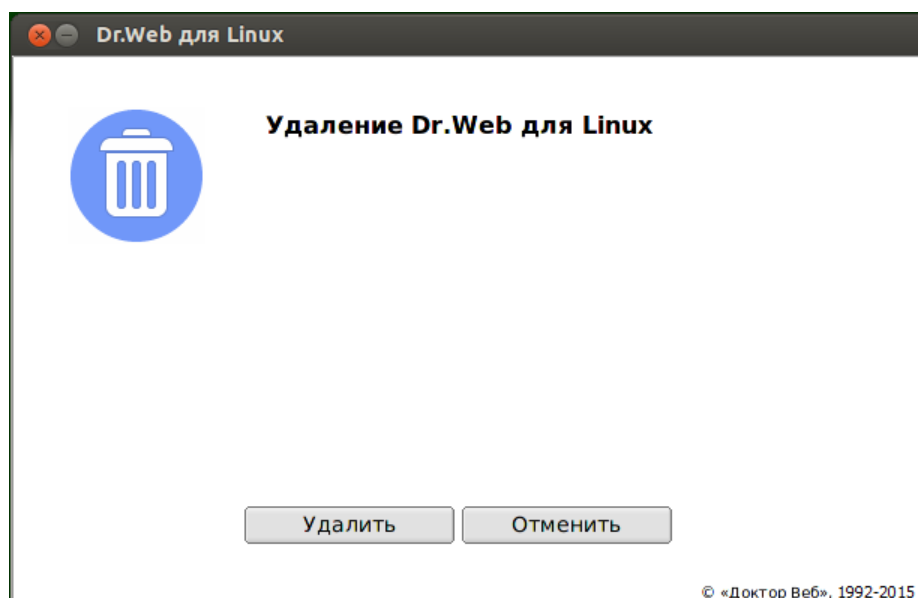 Dr.Web для Linux
Удаление Dr.Web для Linux
Удалить Отменить
© «Доктор Веб», 1992-2015